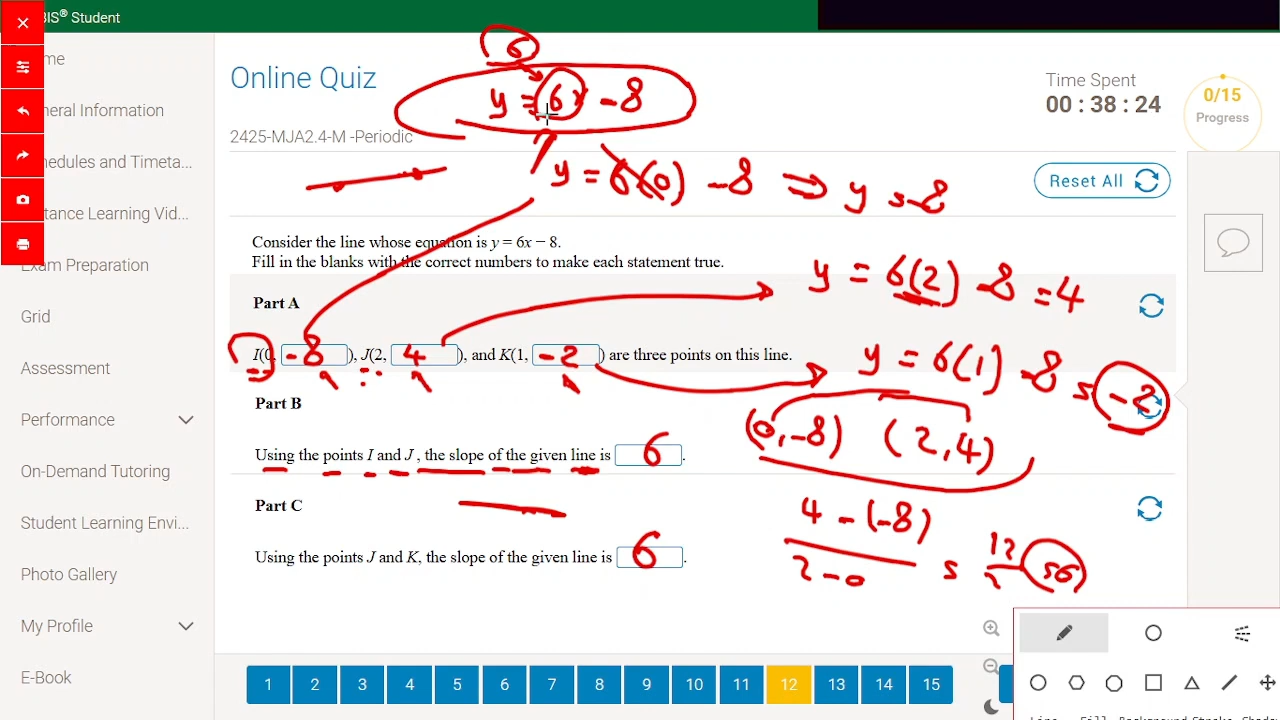 BIS® Student
Online Quiz
2425-MJA2.4-M -Periodic
Time Spent
00 : 38 : 24
0/15
Progress
Reset All
6
y = 6x - 8
y = 6(0) - 8 ⇒ y = -8
General Information
Schedules and Timeta...
Distance Learning Vid...
Exam Preparation
Grid
Assessment
Performance
On-Demand Tutoring
Student Learning Envi...
Photo Gallery
My Profile
E-Book
Consider the line whose equation is y = 6x − 8.
Fill in the blanks with the correct numbers to make each statement true.
y = 6(2) - 8 = 4
Part A
I(0, -8 ), J(2, 4 ), and K(1, -2 ) are three points on this line.
y = 6(1) - 8 = -2
Part B
(0, -8) (2, 4)
Using the points I and J, the slope of the given line is 6 .
Part C
4 - (-8)
2 - 0
= 12
2
= 6
Using the points J and K, the slope of the given line is 6 .
1 2 3 4 5 6 7 8 9 10 11 12 13 14 15